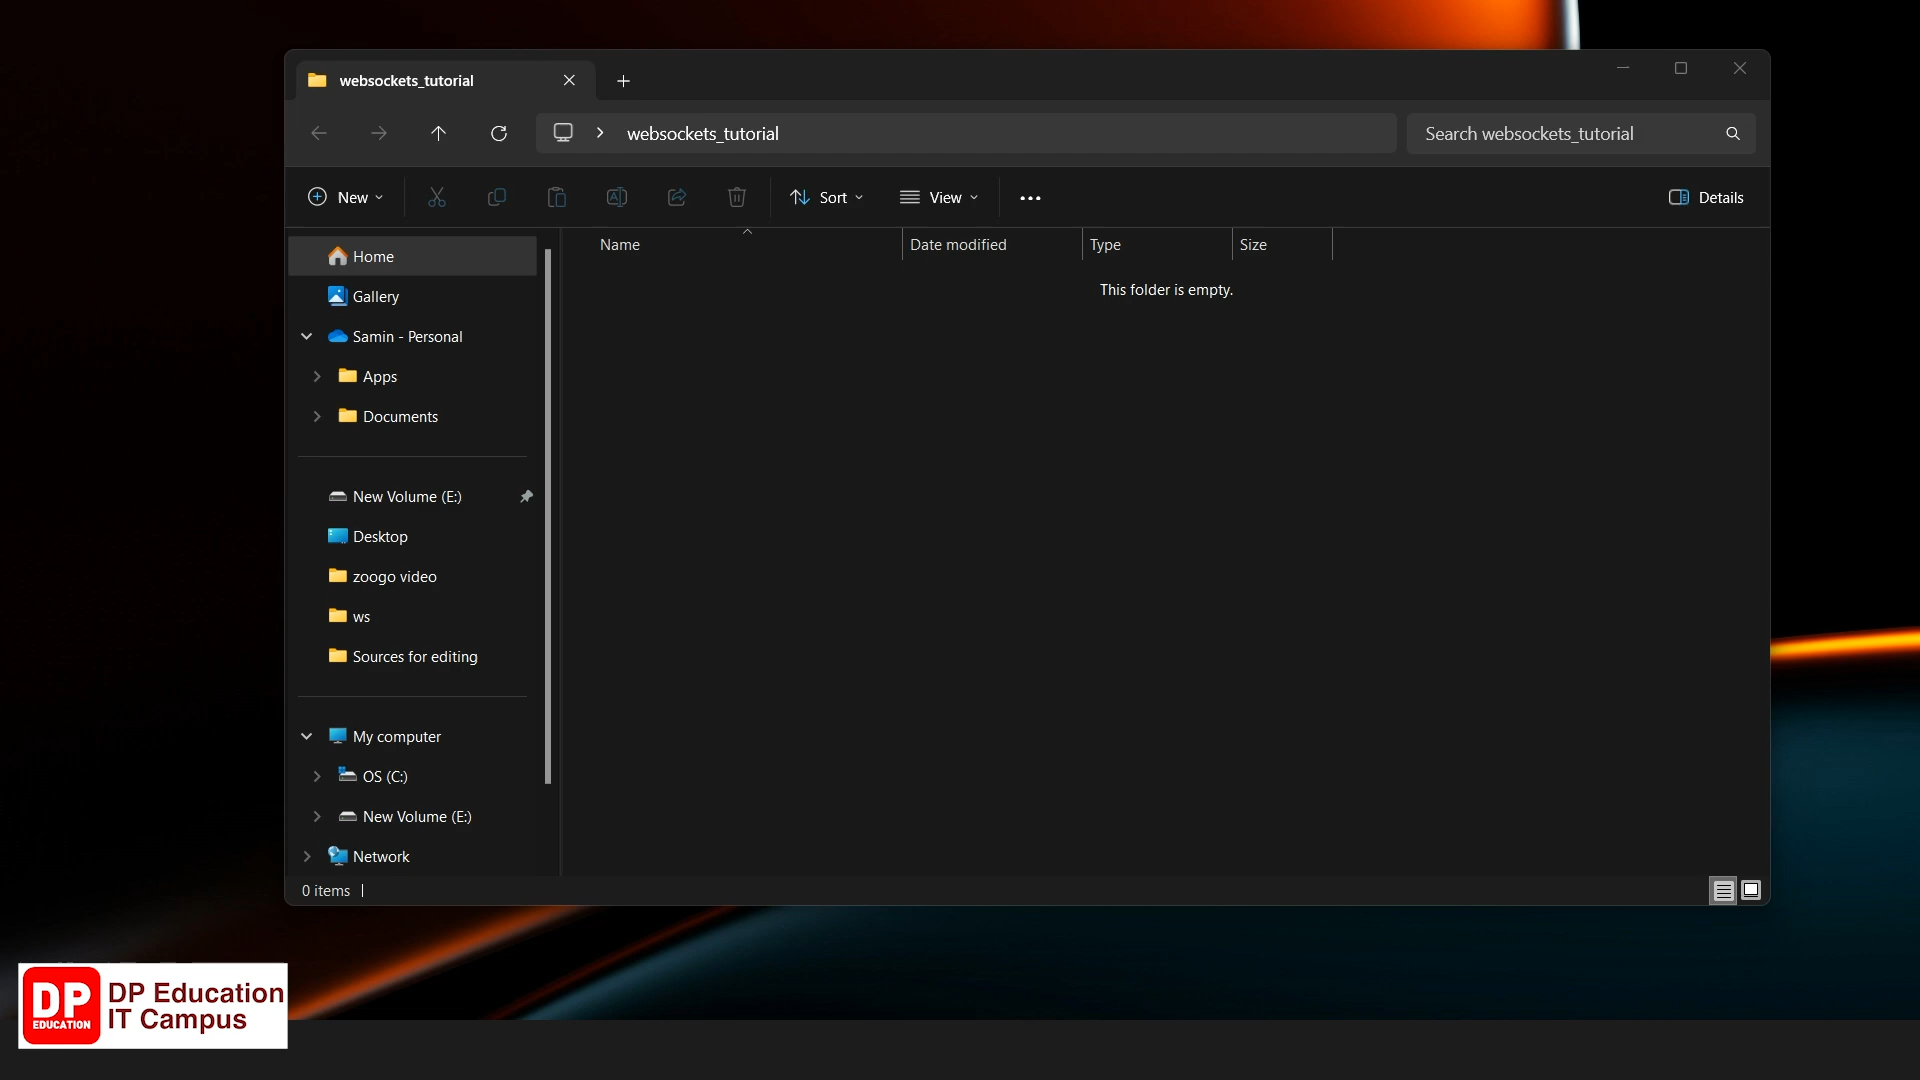 websockets_tutorial
websockets_tutorial
Search websockets_tutorial
New
Sort
View
Details
Name
Date modified
Type
Size
This folder is empty.
Home
Gallery
Samin - Personal
Apps
Documents
New Volume (E:)
Desktop
zoogo video
ws
Sources for editing
My computer
OS (C:)
New Volume (E:)
Network
0 items
DP
EDUCATION
DP Education
IT Campus